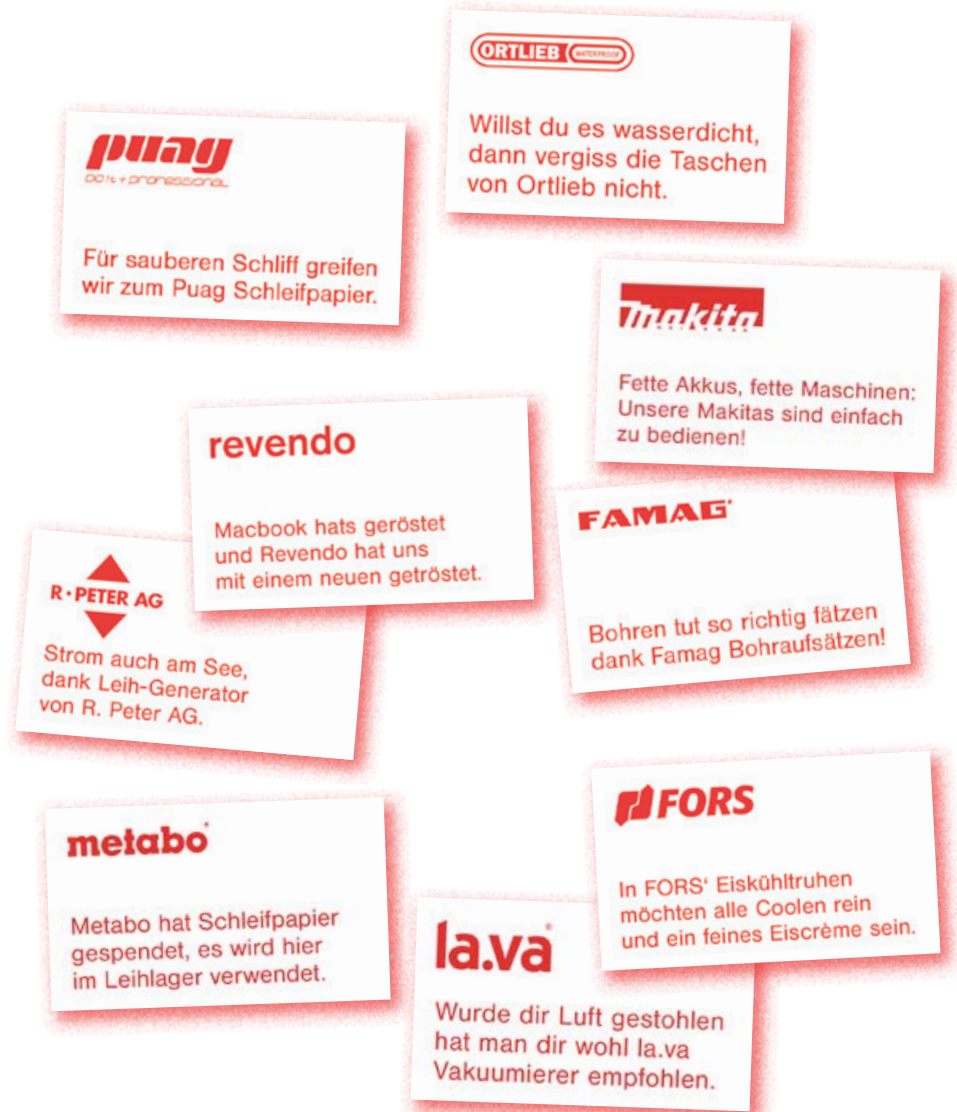 ORTLIEB WATERPROOF
Willst du es wasserdicht,
dann vergiss die Taschen
von Ortlieb nicht.
puag
do it + professional
Für sauberen Schliff greifen
wir zum Puag Schleifpapier.
makita
Fette Akkus, fette Maschinen:
Unsere Makitas sind einfach
zu bedienen!
revendo
Macbook hats geröstet
und Revendo hat uns
mit einem neuen getröstet.
FAMAG
Bohren tut so richtig fätzen
dank Famag Bohraufsätzen!
R·PETER AG
Strom auch am See,
dank Leih-Generator
von R. Peter AG.
FORS
In FORS‘ Eiskühltruhen
möchten alle Coolen rein
und ein feines Eiscrème sein.
metabo
Metabo hat Schleifpapier
gespendet, es wird hier
im Leihlager verwendet.
la.va
Wurde dir Luft gestohlen
hat man dir wohl la.va
Vakuumierer empfohlen.